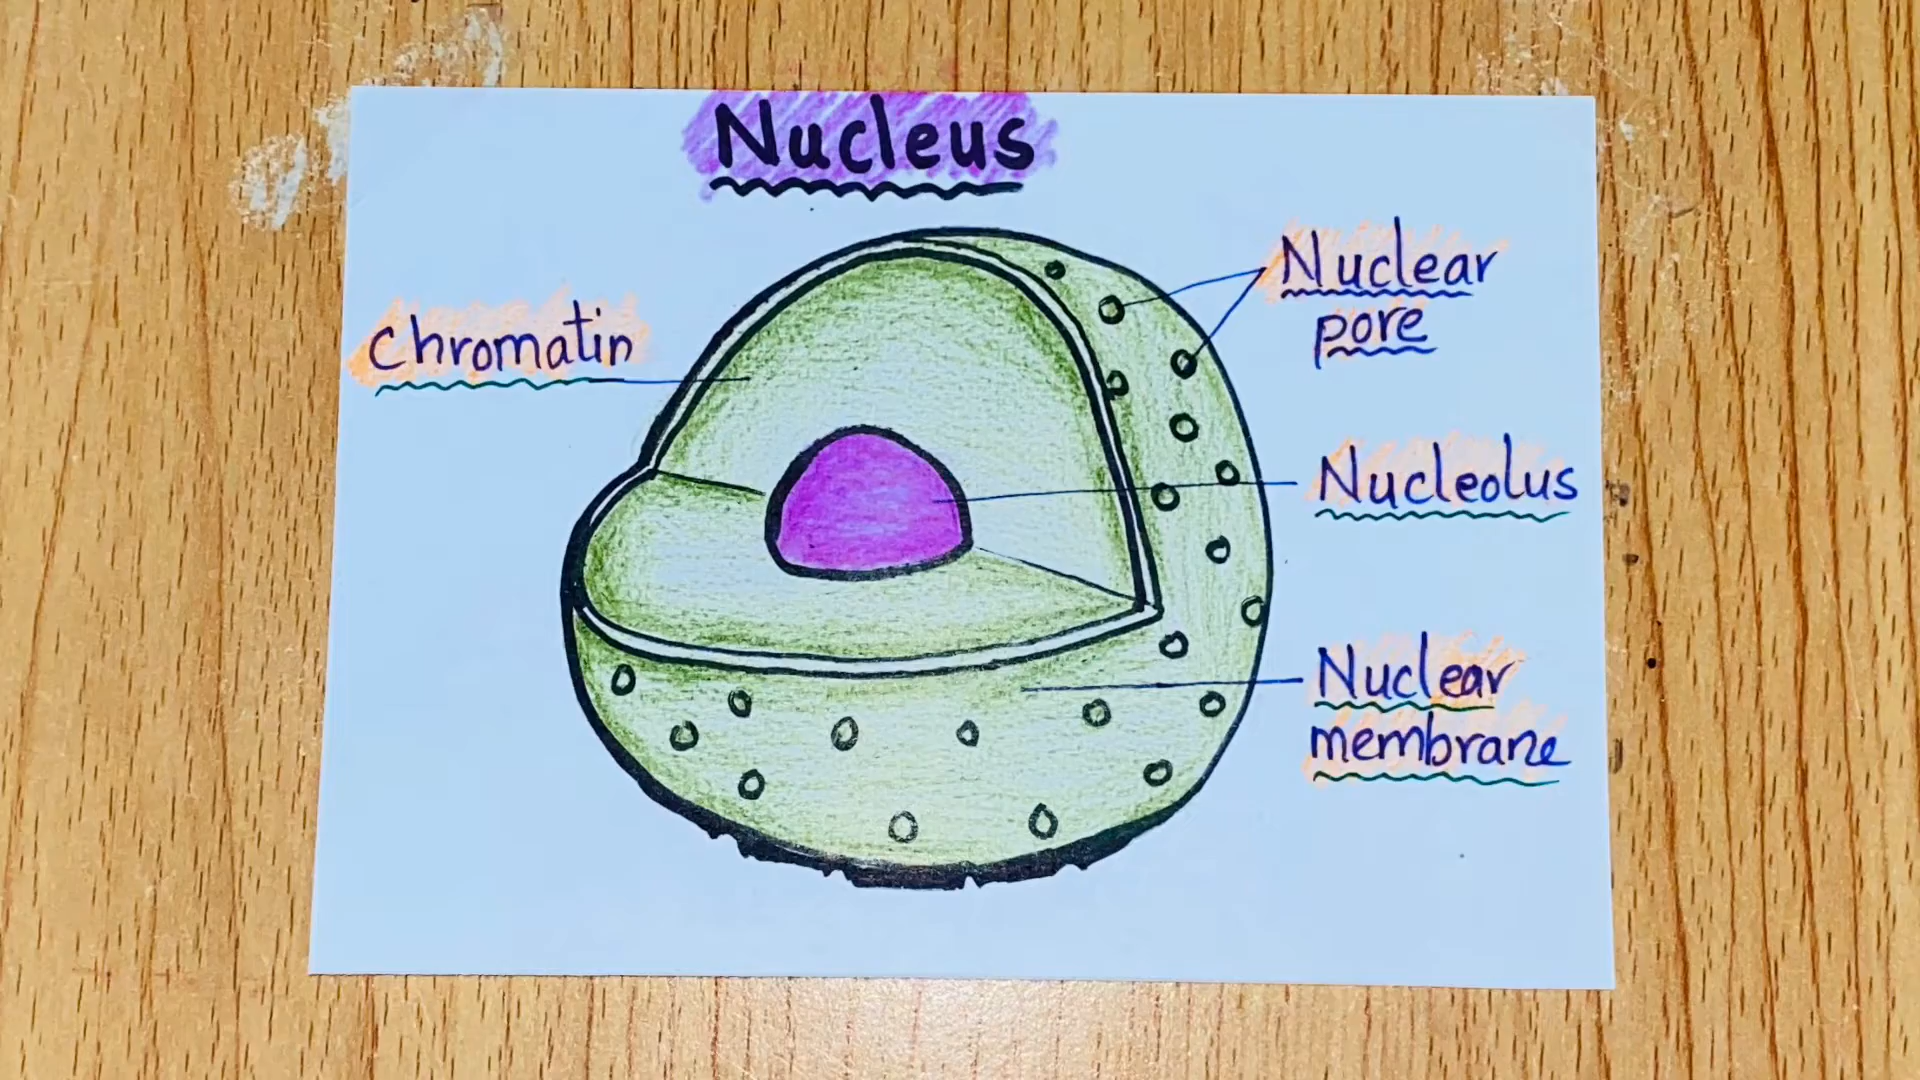 Nucleus
Chromatin
Nuclear
pore
Nucleolus
Nuclear
membrane